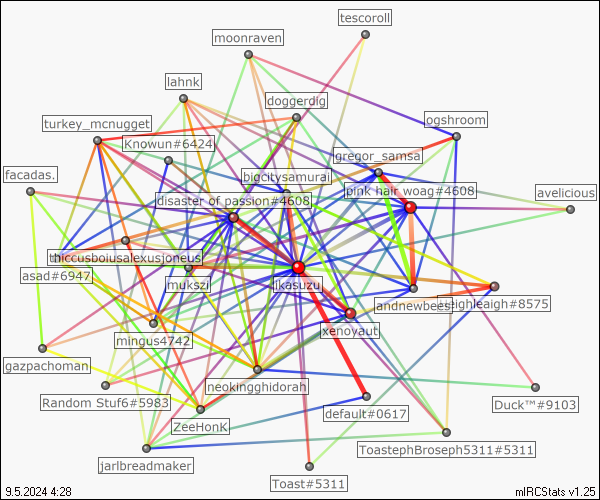 tescoroll
moonraven
lahnk
doggerdig
turkey_mcnugget
ogshroom
Knowun#6424
gregor_samsa
facadas.
bigcitysamurai
pink hair woag#4608
avelicious
disaster of passion#4608
thiccusboiusalexusjoneus
asad#6947
mukszi
ikasuzu
andnewbees
eighleaigh#8575
xenoyaut
mingus4742
gazpachoman
neokingghidorah
Random Stuf6#5983
default#0617
Duck™#9103
ZeeHonK
ToastephBroseph5311#5311
jarlbreadmaker
Toast#5311
9.5.2024 4:28
mIRCStats v1.25